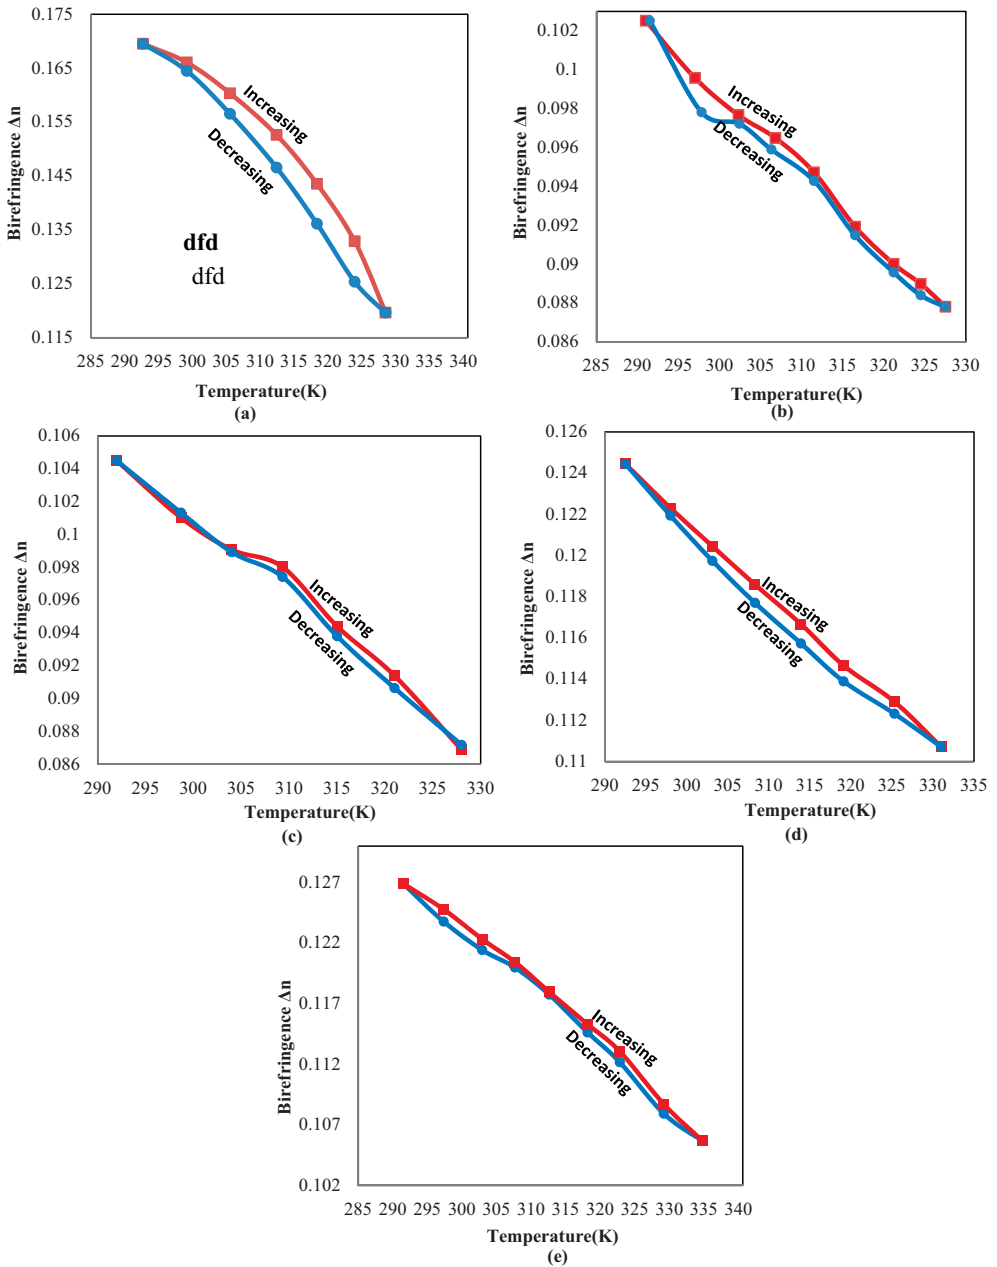 0.175
0.165
0.155
0.145
0.135
0.125
0.115
Birefringence Δn
Increasing
Decreasing
dfd
dfd
285 290 295 300 305 310 315 320 325 330 335 340
Temperature(K)
(a)
0.102
0.1
0.098
0.096
0.094
0.092
0.09
0.088
0.086
Birefringence Δn
Increasing
Decreasing
285 290 295 300 305 310 315 320 325 330
Temperature(K)
(b)
0.106
0.104
0.102
0.1
0.098
0.096
0.094
0.092
0.09
0.088
0.086
Birefringence Δn
Increasing
Decreasing
290 295 300 305 310 315 320 325 330
Temperature(K)
(c)
0.126
0.124
0.122
0.12
0.118
0.116
0.114
0.112
0.11
Birefringence Δn
Increasing
Decreasing
290 295 300 305 310 315 320 325 330 335
Temperature(K)
(d)
0.127
0.122
0.117
0.112
0.107
0.102
Birefringence Δn
Increasing
Decreasing
285 290 297 300 305 310 315 320 325 330 335 340
Temperature(K)
(e)